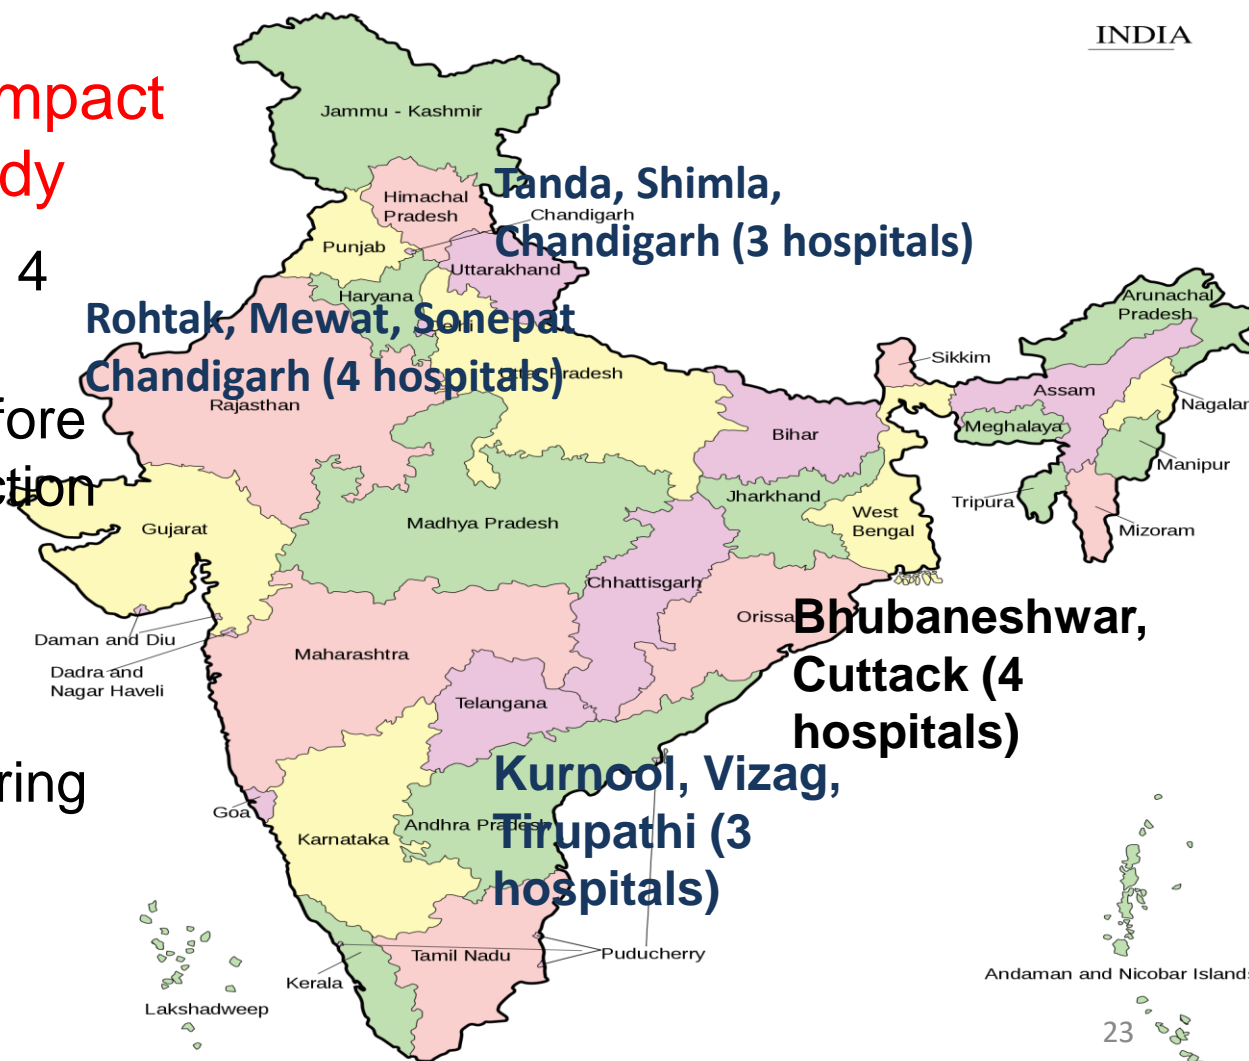 INDIA
mpact
dy
4
fore
ction
ring
Jammu - Kashmir
Himachal
Pradesh
Tanda, Shimla,
Chandigarh (3 hospitals)
Chandigarh
Punjab
Uttarakhand
Haryana
Delhi
Rohtak, Mewat, Sonepat
Chandigarh (4 hospitals)
Uttar Pradesh
Rajasthan
Arunachal
Pradesh
Sikkim
Assam
Nagalan
Meghalaya
Manipur
Tripura
Mizoram
Bihar
Jharkhand
West
Bengal
Gujarat
Madhya Pradesh
Chhattisgarh
Orissa
Bhubaneshwar,
Cuttack (4
hospitals)
Daman and Diu
Dadra and
Nagar Haveli
Maharashtra
Telangana
Kurnool, Vizag,
Tirupathi (3
hospitals)
Goa
Karnataka
Andhra Pradesh
Tamil Nadu
Puducherry
Kerala
Lakshadweep
Andaman and Nicobar Islands
23